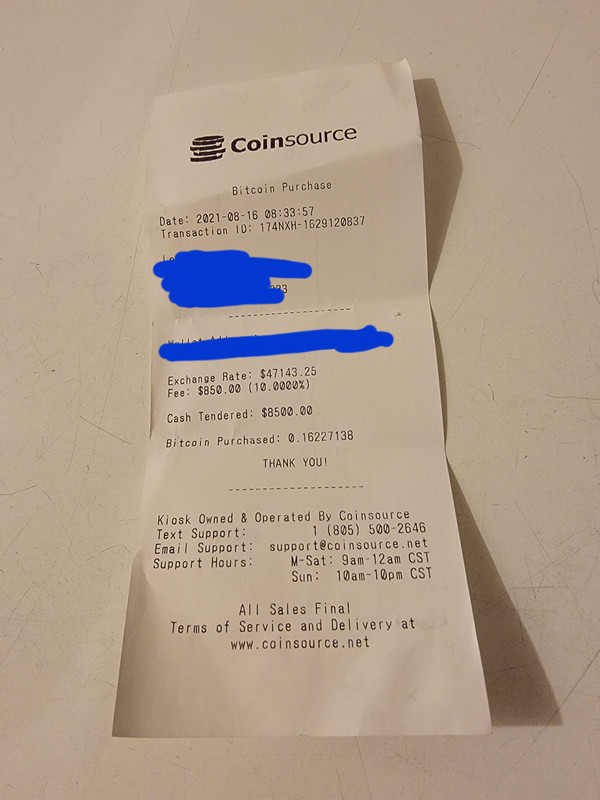 Coinsource
Bitcoin Purchase
Date: 2021-08-16 08:33:57
Transaction ID: 174NXH-1629120837
Exchange Rate: $47143.25
Fee: $850.00 (10.0000%)
Cash Tendered: $8500.00
Bitcoin Purchased: 0.16227138
THANK YOU!
Kiosk Owned & Operated By Coinsource
Text Support: 1 (805) 500-2646
Email Support: support@coinsource.net
Support Hours: M-Sat: 9am-12am CST
Sun: 10am-10pm CST
All Sales Final
Terms of Service and Delivery at
www.coinsource.net